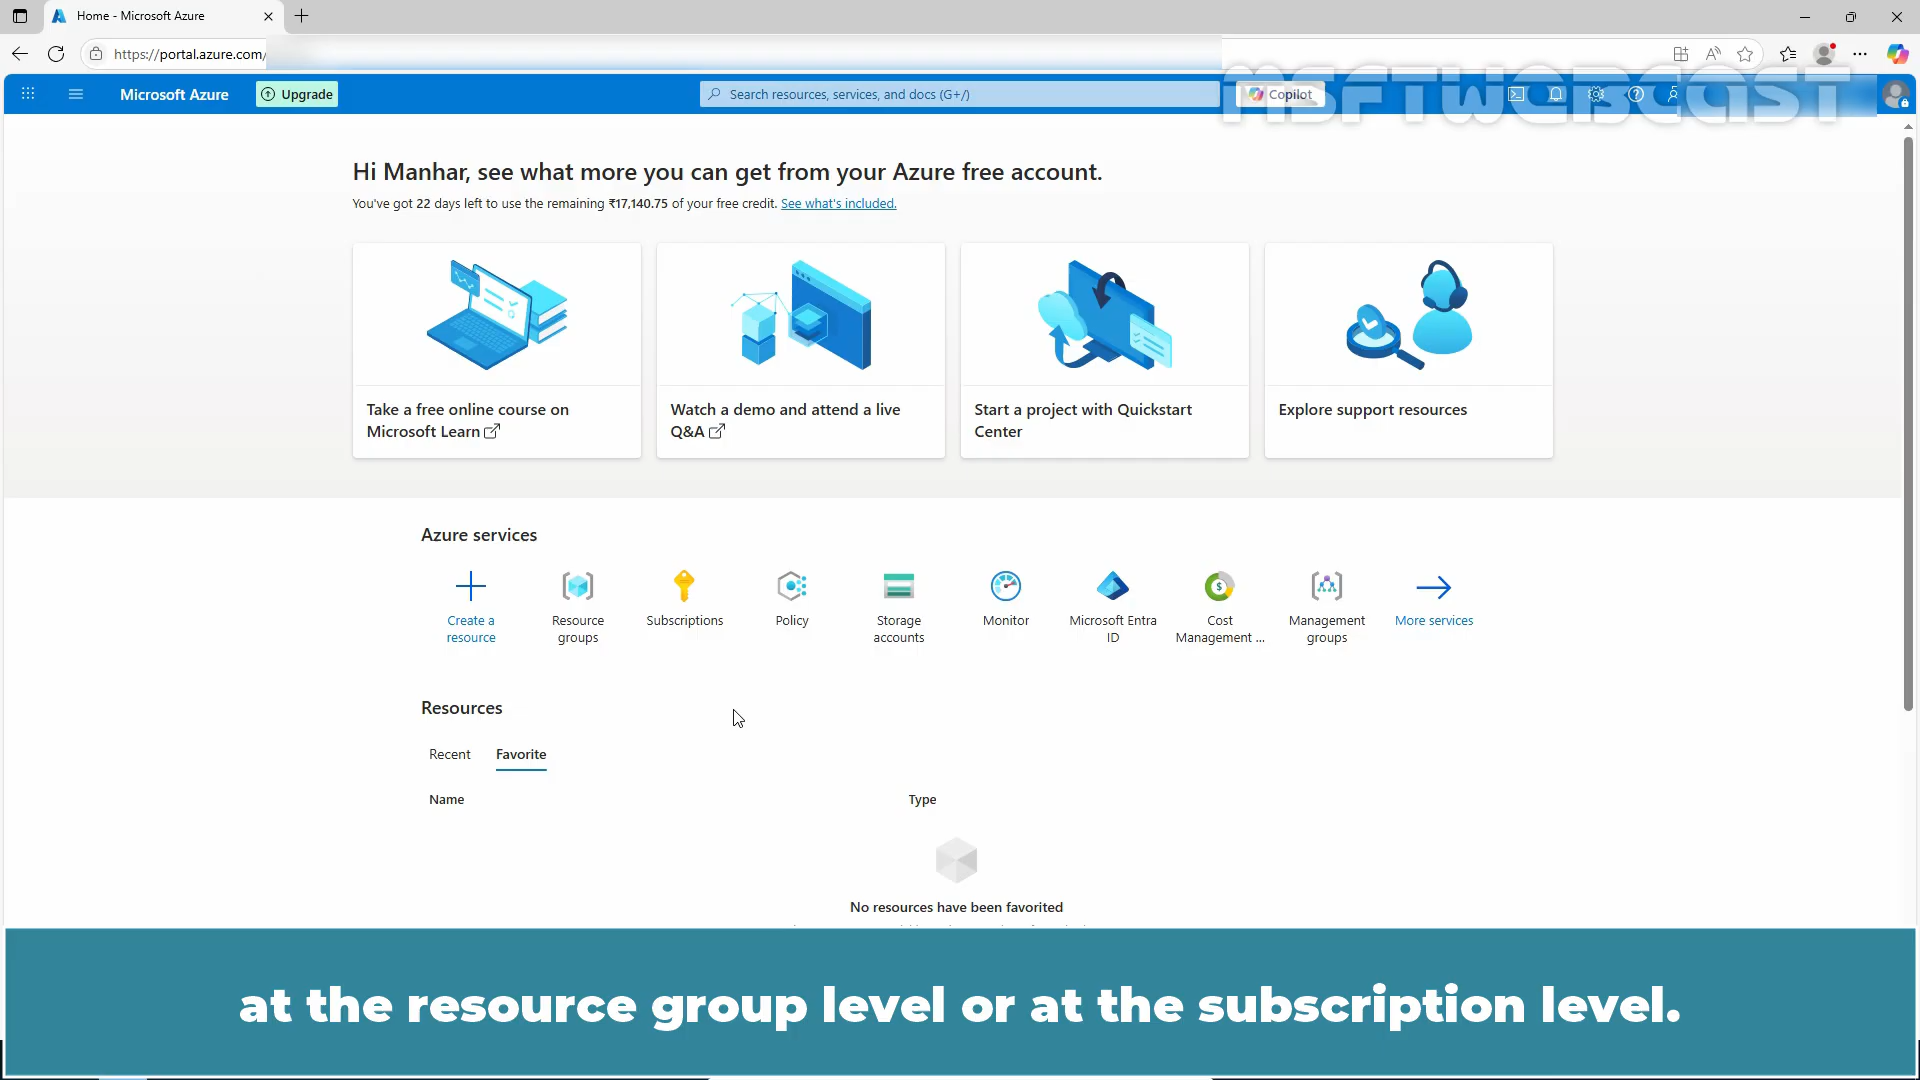 Home - Microsoft Azure
https://portal.azure.com/
MSFTWEBCAST
Microsoft Azure
Upgrade
Search resources, services, and docs (G+/)
Copilot
Hi Manhar, see what more you can get from your Azure free account.
You've got 22 days left to use the remaining ₹17,140.75 of your free credit. See what's included.
Take a free online course on
Microsoft Learn
Watch a demo and attend a live
Q&A
Start a project with Quickstart
Center
Explore support resources
Azure services
Create a
resource
Resource
groups
Subscriptions
Policy
Storage
accounts
Monitor
Microsoft Entra
ID
Cost
Management ...
Management
groups
More services
Resources
Recent
Favorite
Name
Type
No resources have been favorited
at the resource group level or at the subscription level.